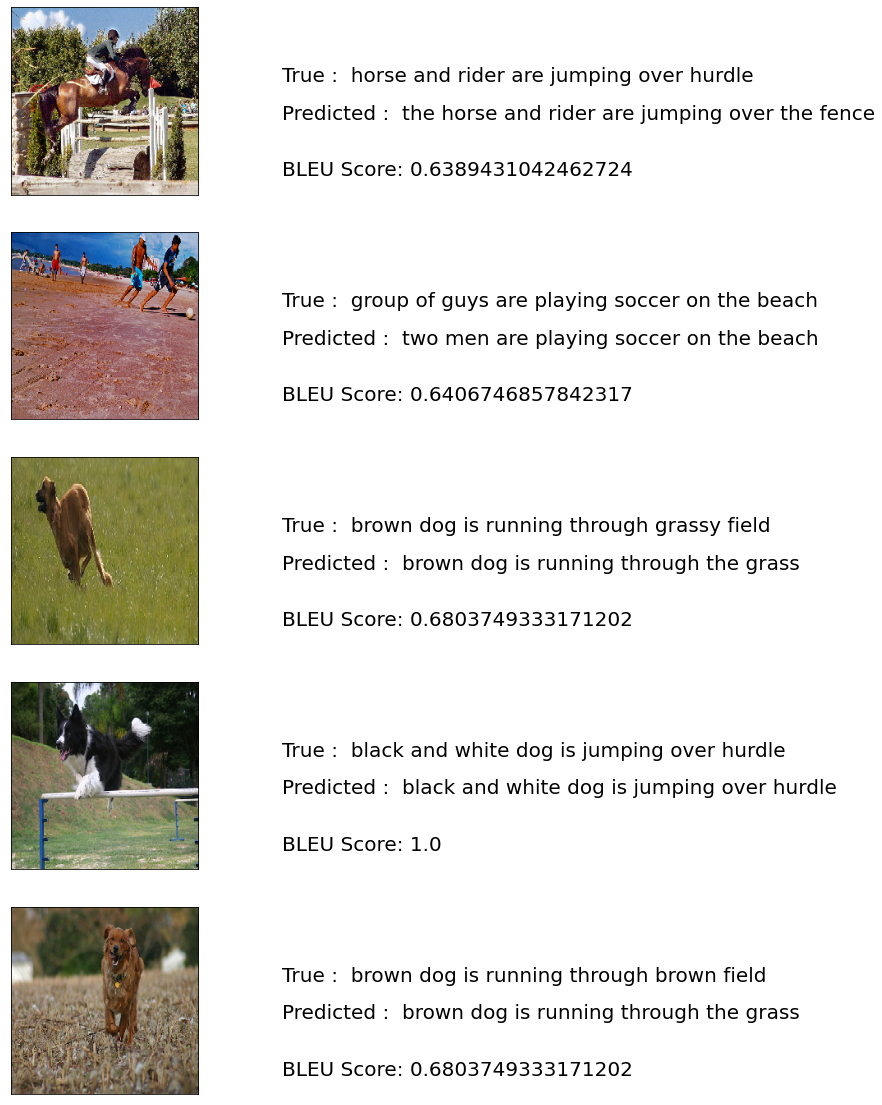 True :  horse and rider are jumping over hurdle
Predicted :  the horse and rider are jumping over the fence
BLEU Score: 0.6389431042462724
True :  group of guys are playing soccer on the beach
Predicted :  two men are playing soccer on the beach
BLEU Score: 0.6406746857842317
True :  brown dog is running through grassy field
Predicted :  brown dog is running through the grass
BLEU Score: 0.6803749333171202
True :  black and white dog is jumping over hurdle
Predicted :  black and white dog is jumping over hurdle
BLEU Score: 1.0
True :  brown dog is running through brown field
Predicted :  brown dog is running through the grass
BLEU Score: 0.6803749333171202